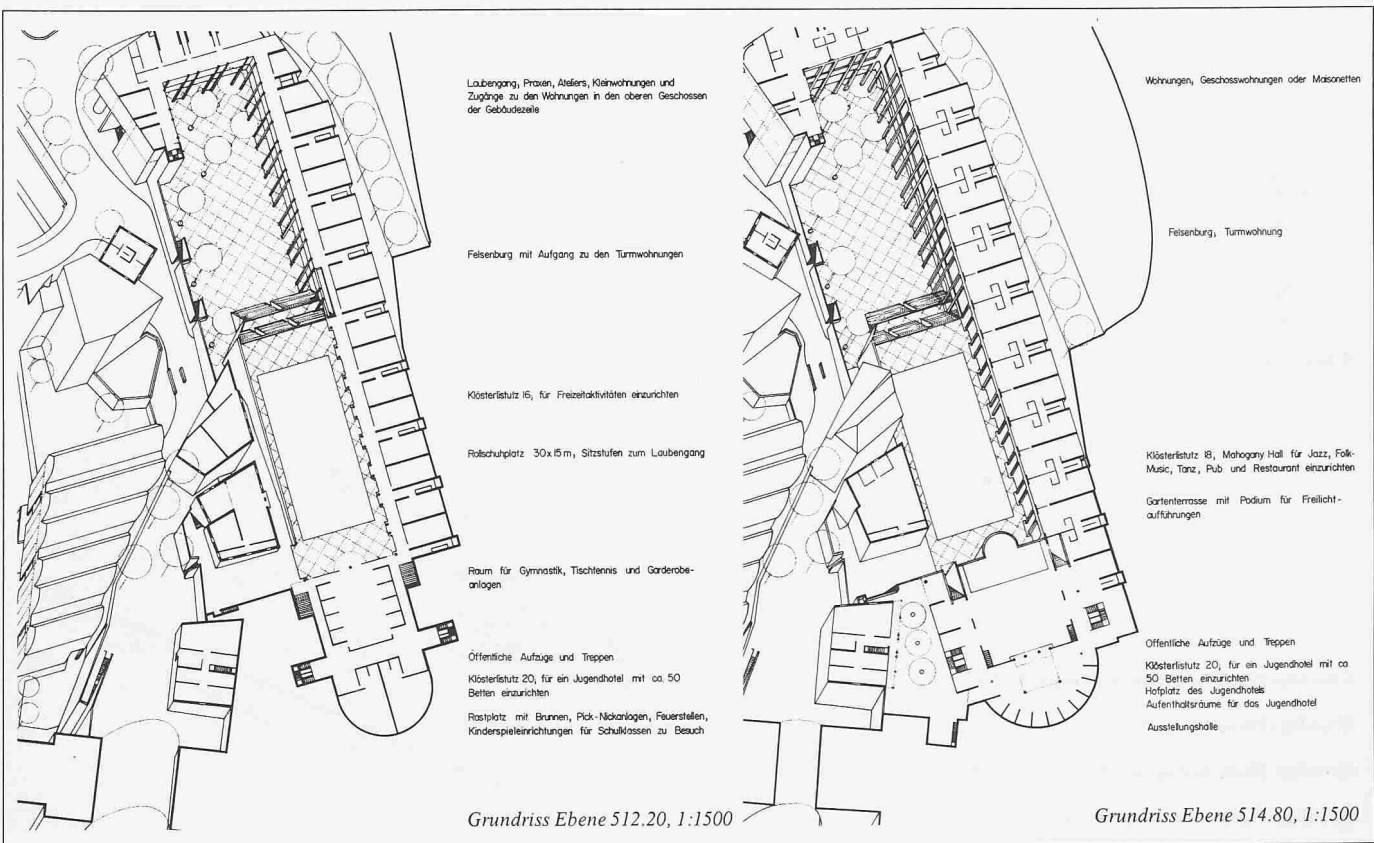 Laubengang, Praxen, Ateliers, Kleinwohnungen und
Zugänge zu den Wohnungen in den oberen Geschossen
der Gebäudezeile
Felsenburg mit Aufgang zu den Turmwohnungen
Klösterlistutz 16, für Freizeitaktivitäten einzurichten
Rollschuhplatz 30x15m, Sitzstufen zum Laubengang
Raum für Gymnastik, Tischtennis und Garderobe-
anlagen
Öffentliche Aufzüge und Treppen
Klösterlistutz 20, für ein Jugendhotel mit ca. 50
Betten einzurichten
Rastplatz mit Brunnen, Pick-Nickanlagen, Feuerstellen,
Kinderspieleinrichtungen für Schulklassen zu Besuch
Grundriss Ebene 512.20, 1:1500
Wohnungen, Geschosswohnungen oder Maisonetten
Felsenburg, Turmwohnung
Klösterlistutz 18, Mahogany Hall für Jazz, Folk-
Music, Tanz, Pub und Restaurant einzurichten
Gartenterrasse mit Podium für Freilicht-
aufführungen
Öffentliche Aufzüge und Treppen
Klösterlistutz 20, für ein Jugendhotel mit ca
50 Betten einzurichten
Hofplatz des Jugendhotels
Aufenthaltsräume für das Jugendhotel
Ausstellungshalle
Grundriss Ebene 514.80, 1:1500